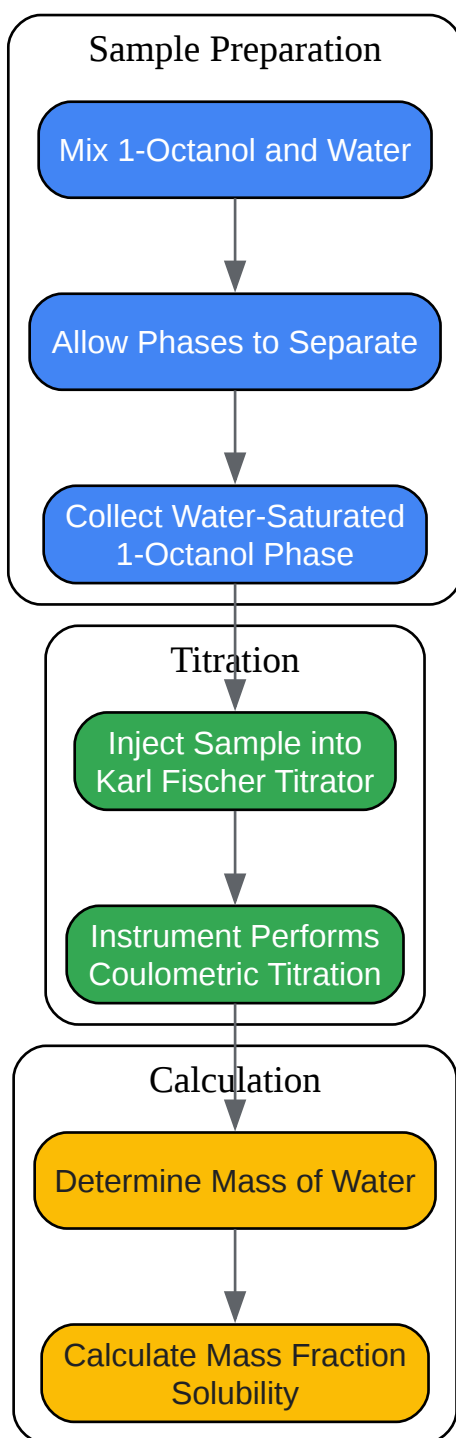 Sample Preparation
Mix 1-Octanol and Water
Allow Phases to Separate
Collect Water-Saturated
1-Octanol Phase
Titration
Inject Sample into
Karl Fischer Titrator
Instrument Performs
Coulometric Titration
Calculation
Determine Mass of Water
Calculate Mass Fraction
Solubility